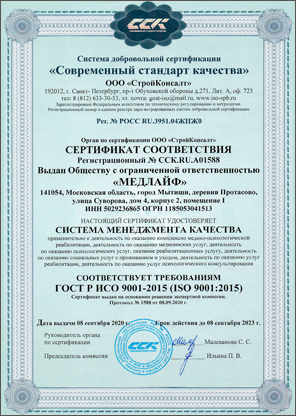 ССК
Система добровольной сертификации
«Современный стандарт качества»
ООО «СтройКонсалт»
192012, г. Санкт- Петербург, пр-т Обуховской обороны д.271, Лит. А, оф. 723
тел: 8 (812) 633-30-53, эл. почта: gost-iso@mail.ru, www.iso-spb.ru
Зарегистрирована Федеральным агентством по техническому регулированию и метрологии.
Регистрационный номер в едином реестре зарегистрированных систем добровольной сертификации
Рег. № РОСС RU.З951.04ЖПЖ0
Орган по сертификации ООО «СтройКонсалт»
СЕРТИФИКАТ СООТВЕТСТВИЯ
Регистрационный № ССК.RU.А01588
Выдан Обществу с ограниченной ответственностью
«МЕДЛАЙФ»
141054, Московская область, город Мытищи, деревня Протасово,
улица Суворова, дом 4, корпус 2, помещение 1
ИНН 5029236865 ОГРН 1185053041513
НАСТОЯЩИЙ СЕРТИФИКАТ УДОСТОВЕРЯЕТ
СИСТЕМА МЕНЕДЖМЕНТА КАЧЕСТВА
применительно к деятельность по оказанию комплексно медико-психологической
реабилитации, деятельность по оказанию медицинских услуг, деятельность
по оказанию психологических услуг, оказание реабилитационных услуг, деятельность
по оказанию социальных услуг с проживанием и уходом, деятельность по оказанию услуг
реабилитации, деятельность по оказанию услуг психологического консультирования
СООТВЕТСТВУЕТ ТРЕБОВАНИЯМ
ГОСТ Р ИСО 9001-2015 (ISO 9001:2015)
Сертификат выдан на основании решения экспертной комиссии.
Протокол № 1588 от 08.09.2020 г.
Дата выдачи 08 сентября 2020 г. Срок действия до 08 сентября 2023 г.
Руководитель органа
по сертификации Малеванова С. С.
Председатель комиссии Ильина П. В.
ССК